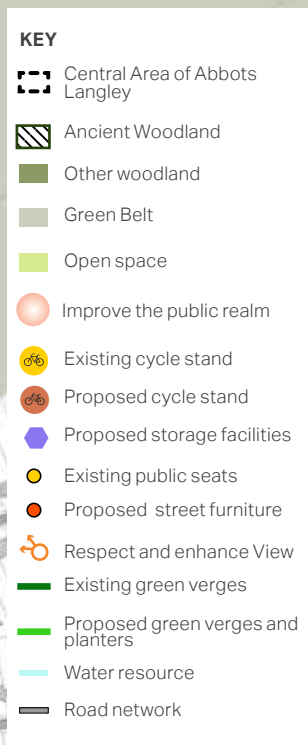 KEY
Central Area of Abbots
Langley
Ancient Woodland
Other woodland
Green Belt
Open space
Improve the public realm
Existing cycle stand
Proposed cycle stand
Proposed storage facilities
Existing public seats
Proposed street furniture
Respect and enhance View
Existing green verges
Proposed green verges and
planters
Water resource
Road network